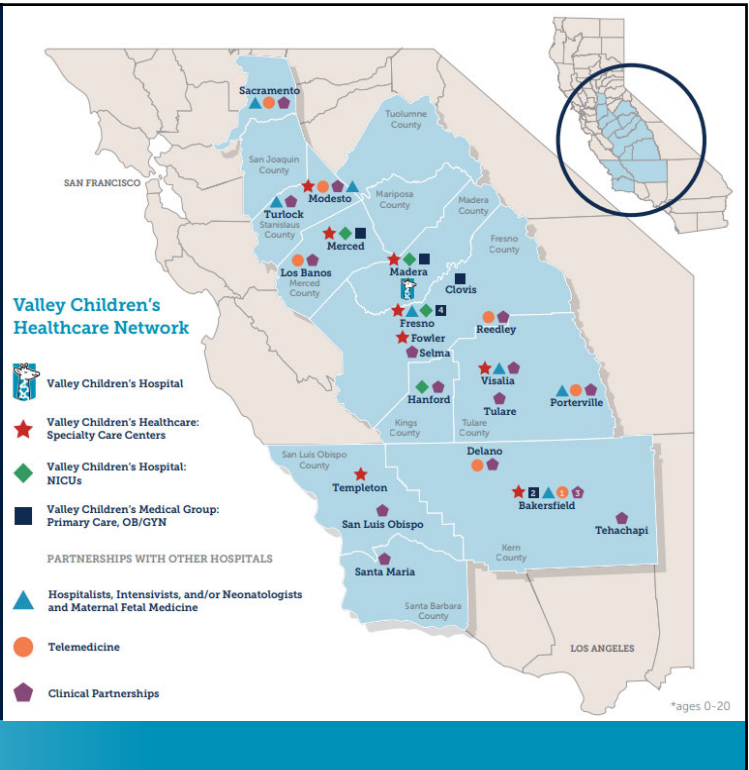 Sacramento
Tuolumne
County
San Joaquin
County
SAN FRANCISCO
Modesto
Mariposa
County
Madera
County
Turlock
Stanislaus
County
Merced
Fresno
County
Los Banos
Merced
County
Madera
Clovis
Valley Children's
Healthcare Network
4
Fresno
Reedley
Fowler
Selma
Valley Children's Hospital
Visalia
Hanford
Tulare
Porterville
Valley Children's Healthcare:
Specialty Care Centers
Kings
County
Tulare
County
San Luis Obispo
County
Delano
Valley Children's Hospital:
NICUs
Templeton
2
1
3
Bakersfield
Valley Children's Medical Group:
Primary Care, OB/GYN
San Luis Obispo
Tehachapi
Kern
County
PARTNERSHIPS WITH OTHER HOSPITALS
Santa Maria
Hospitalists, Intensivists, and/or Neonatologists
and Maternal Fetal Medicine
Santa Barbara
County
Telemedicine
LOS ANGELES
Clinical Partnerships
*ages 0-20